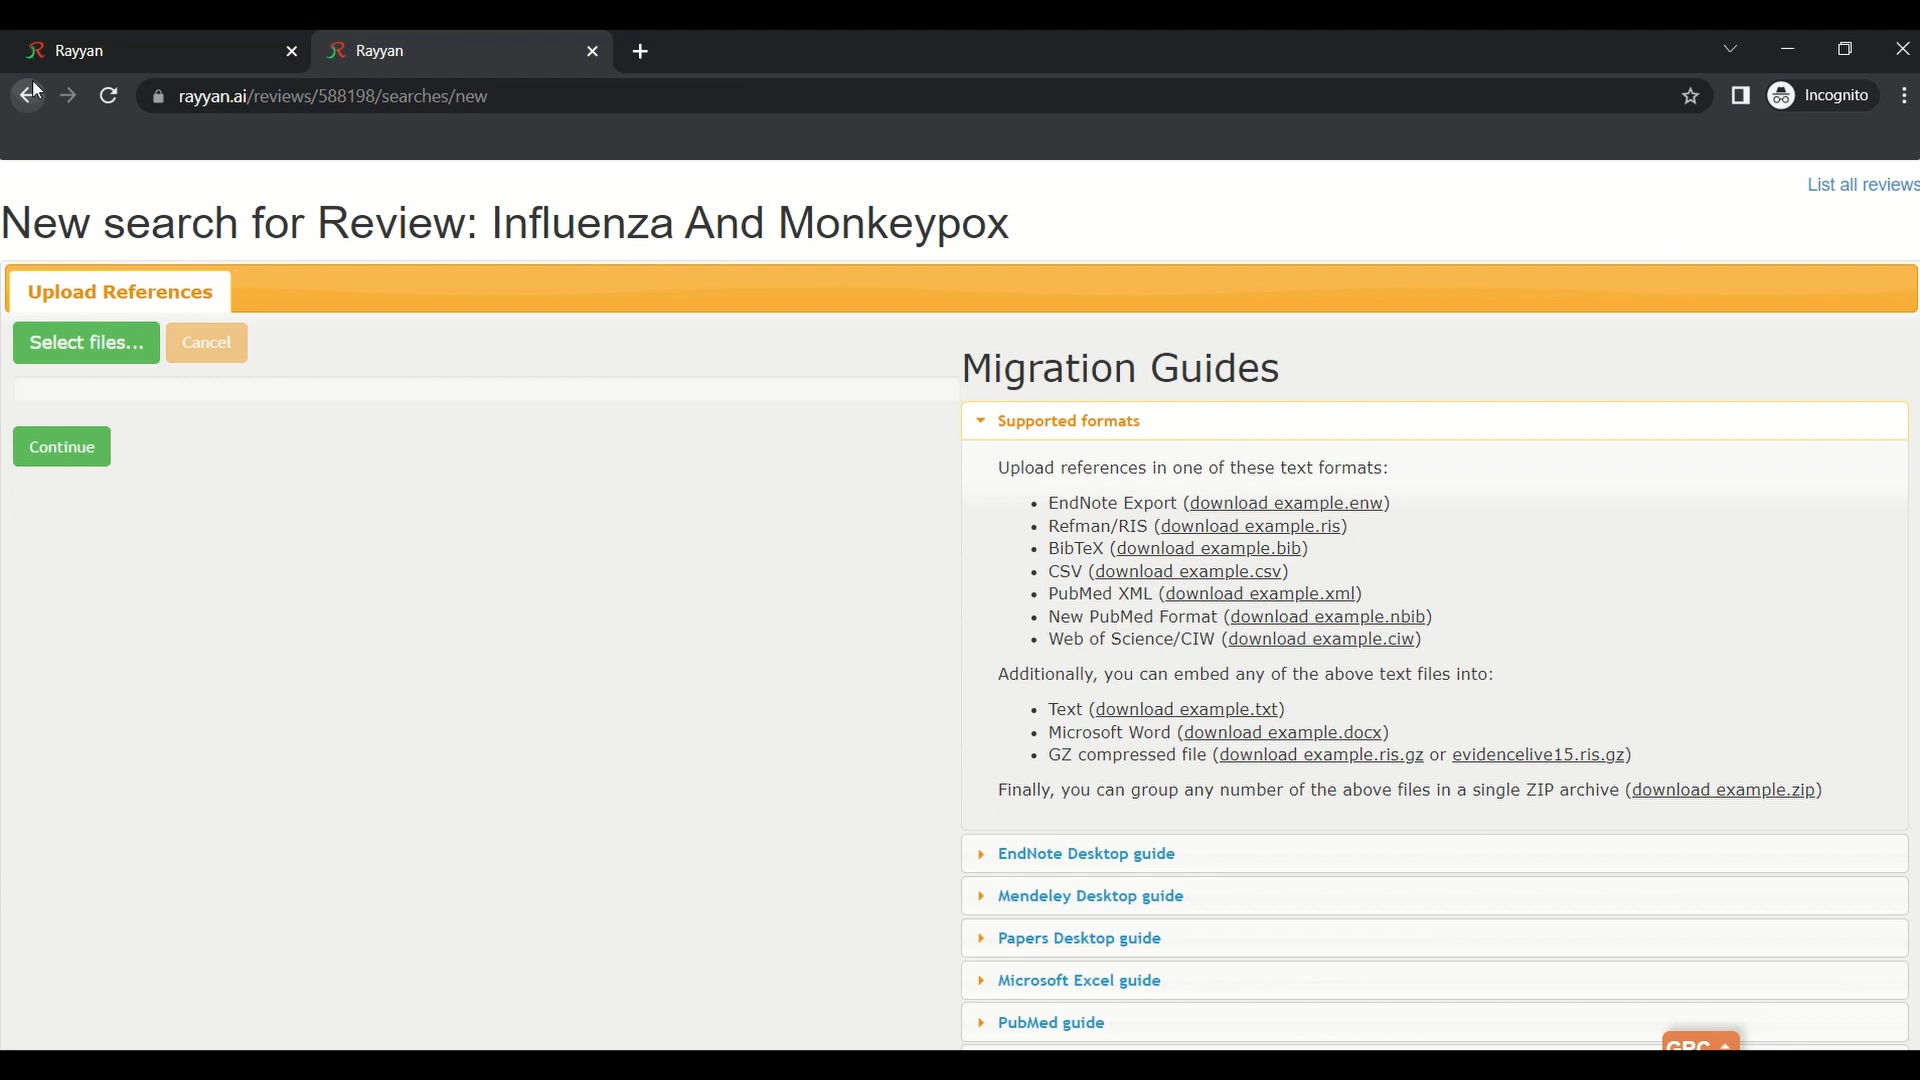 Rayyan
Rayyan
rayyan.ai/reviews/588198/searches/new
Incognito
List all reviews
New search for Review: Influenza And Monkeypox
Upload References
Select files...
Cancel
Continue
Migration Guides
Supported formats
Upload references in one of these text formats:
• EndNote Export (download example.enw)
• Refman/RIS (download example.ris)
• BibTeX (download example.bib)
• CSV (download example.csv)
• PubMed XML (download example.xml)
• New PubMed Format (download example.nbib)
• Web of Science/CIW (download example.ciw)
Additionally, you can embed any of the above text files into:
• Text (download example.txt)
• Microsoft Word (download example.docx)
• GZ compressed file (download example.ris.gz or evidencelive15.ris.gz)
Finally, you can group any number of the above files in a single ZIP archive (download example.zip)
EndNote Desktop guide
Mendeley Desktop guide
Papers Desktop guide
Microsoft Excel guide
PubMed guide